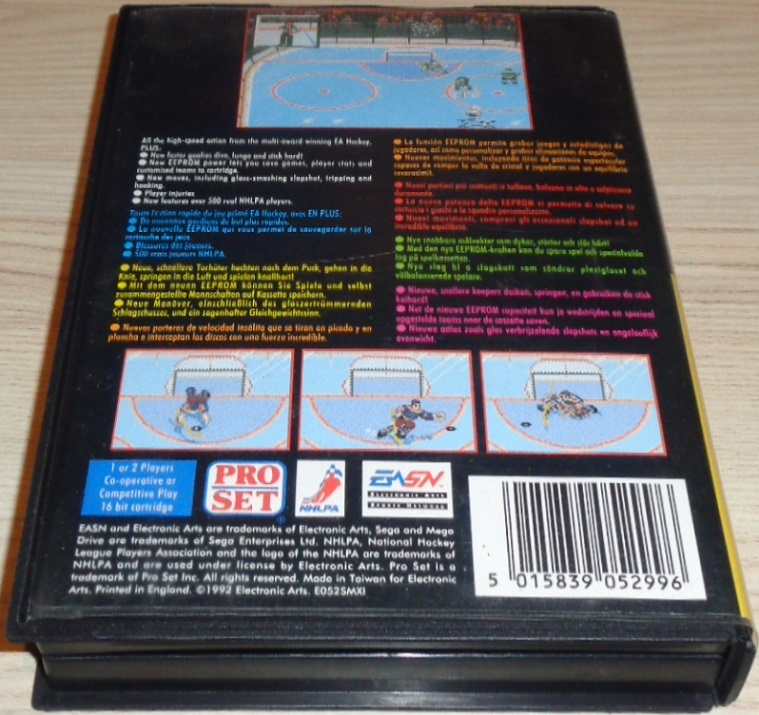 All the high-speed action from the multi-award winning EA Hockey,
PLUS.
● New faster goalies dive, lunge and stick hard!
● New EEPROM power lets you save games, player stats and
customised teams to cartridge.
● New moves, including glass-smashing slapshot, tripping and
hooking.
● Player injuries
● Now features over 500 real NHLPA players.
Toute l'action rapide du jeu primé EA Hockey, avec EN PLUS:
● De nouveaux gardiens de but plus rapides.
● La nouvelle EEPROM qui vous permet de sauvegarder sur la
cartouche des jeux.
● Blessures des joueurs.
● 500 vrais joueurs NHLPA.
● Neue, schnellere Torhüter hechten nach dem Puck, gehen in die
Knie, springen in die Luft und spielen knallhart!
● Mit dem neuen EEPROM können Sie Spiele und selbst
zusammengestellte Mannschaften auf Kassette speichern.
● Neue Manöver, einschließlich des glaszertrümmernden
Schlagschusses, und ein sagenhafter Gleichgewichtssinn.
● Nuevos porteros de velocidad insólita que se tiran en picado y en
plancha e interceptan los discos con una fuerza increíble.
● La función EEPROM permite grabar juegos y estadísticas de
jugadores, así como personalizar y grabar alineaciones de equipos.
● Nuevos movimientos, incluyendo tiros de potencia espectacular
capaces de romper la valla de cristal y jugadores con un equilibrio
inverosímil.
● Nuovi portieri più scattanti si tuffano, balzano in alto e colpiscono
duramente.
● La nuova potenza della EEPROM vi permette di salvare su
cartuccia i giochi e le squadre personalizzate.
● Nuovi movimenti, compresi gli eccezionali slapshot ed un
incredibile equilibrio.
● Nya snabbare målvakter som dyker, störtar och slår hårt!
● Med den nya EEPROM-kraften kan du spara spel och specialvalda
lag på spelkassetten.
● Nya slag bl a slagskott som söndrar plexiglaset och
välbalanserade spelare.
● Nieuwe, snellere keepers duiken, springen, en gebruiken de stick
keihard!
● Met de nieuwe EEPROM capaciteit kun je wedstrijden en speciaal
opgestelde teams naar de cassette saven.
● Nieuwe acties zoals glas verbrijzelende slapshots en ongelooflijk
evenwicht.
1 or 2 Players
Co-operative or
Competitive Play
16 bit cartridge
PRO
SET
NHLPA
EASN
Electronic Arts
Sports Network
EASN and Electronic Arts are trademarks of Electronic Arts, Sega and Mega
Drive are trademarks of Sega Enterprises Ltd. NHLPA, National Hockey
League Players Association and the logo of the NHLPA are trademarks of
NHLPA and are used under license by Electronic Arts. Pro Set is a
trademark of Pro Set Inc. All rights reserved. Made in Taiwan for Electronic
Arts. Printed in England. ©1992 Electronic Arts. E052SMXI
5 015839 052996